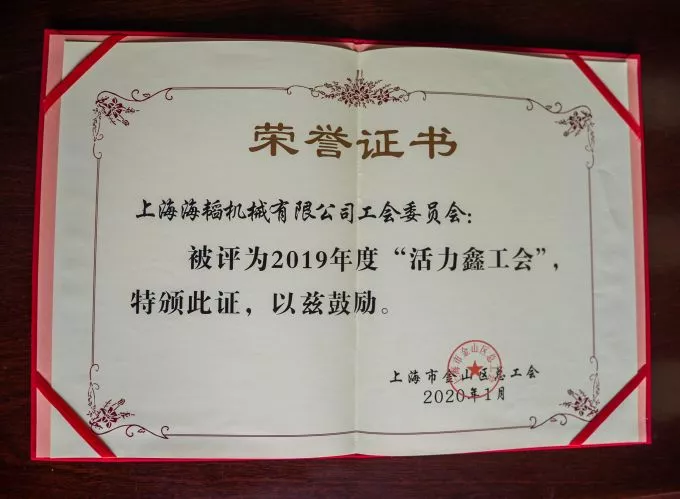 荣誉证书
上海海韬机械有限公司工会委员会：
被评为2019年度“活力鑫工会”，
特颁此证，以兹鼓励。
上海市金山区总工会
2020年1月